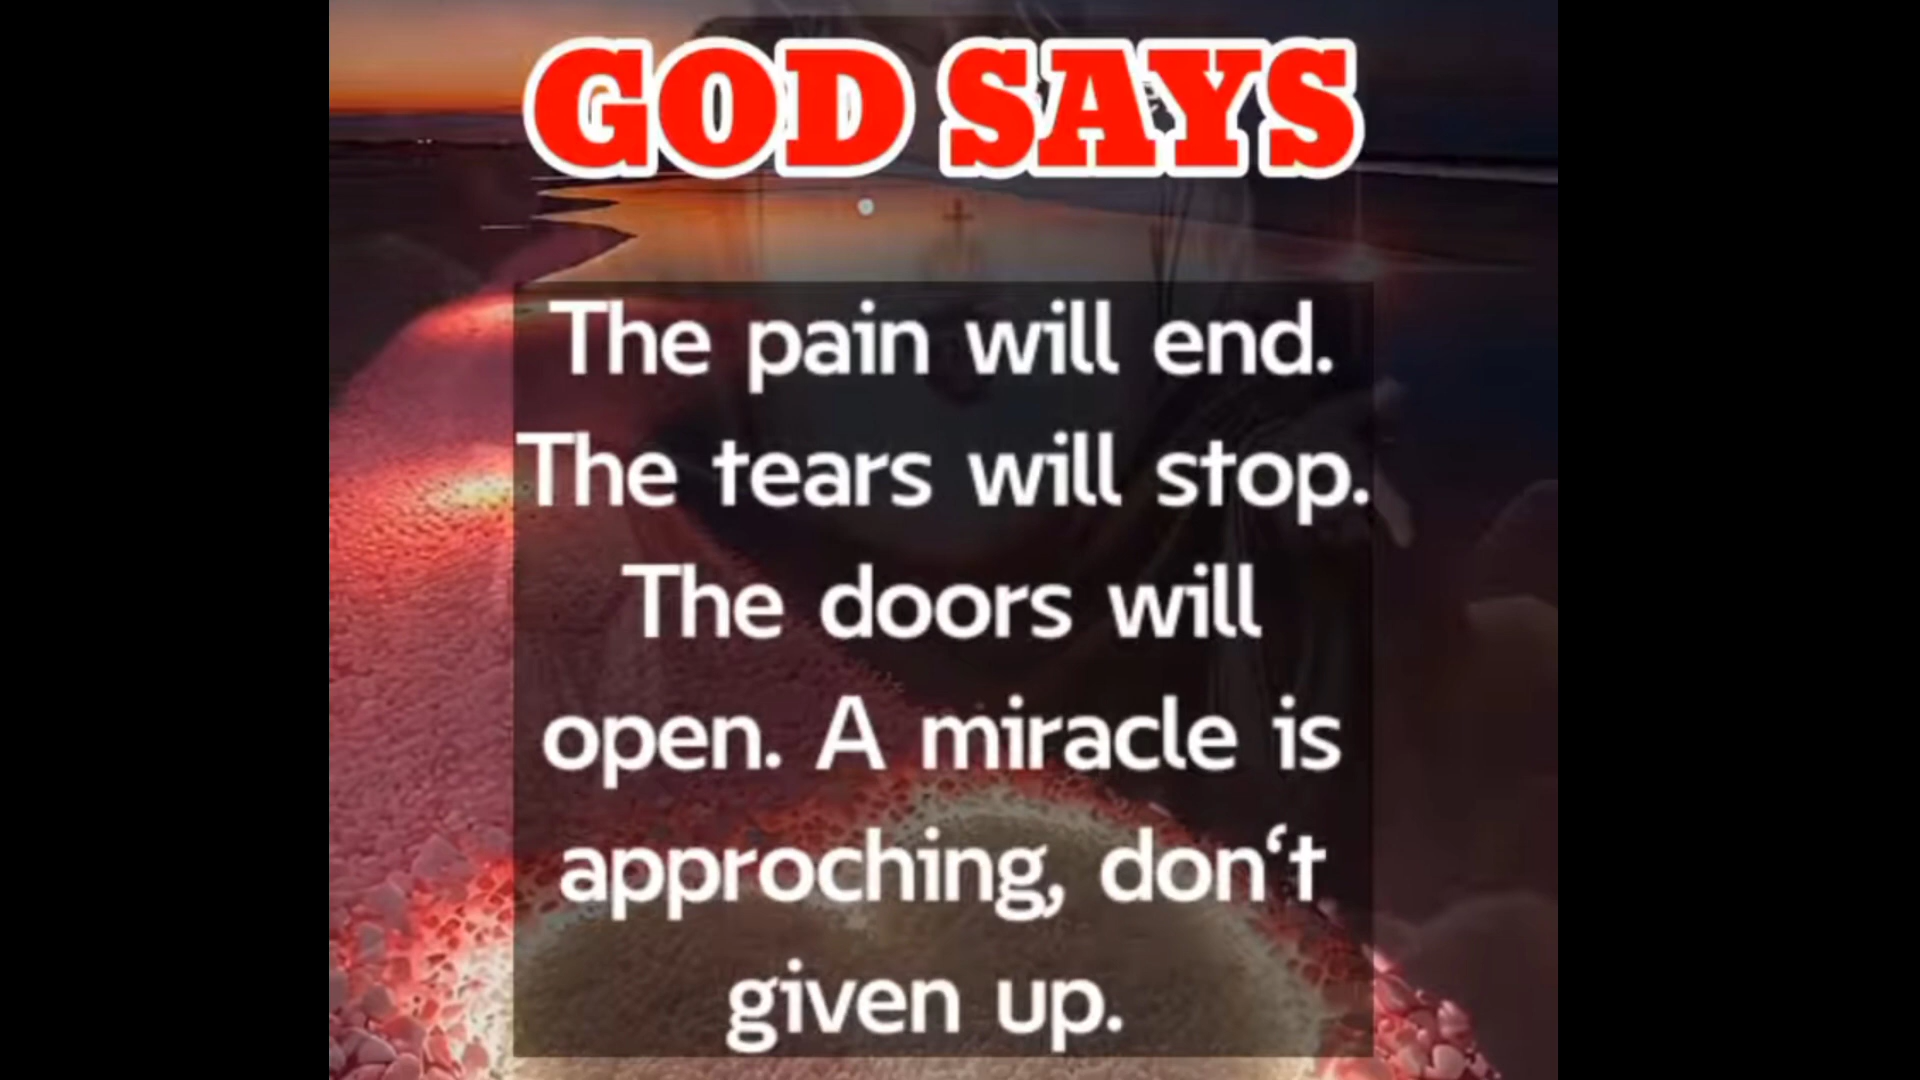 GOD SAYS
The pain will end.
The tears will stop.
The doors will
open. A miracle is
approching, don‘t
given up.